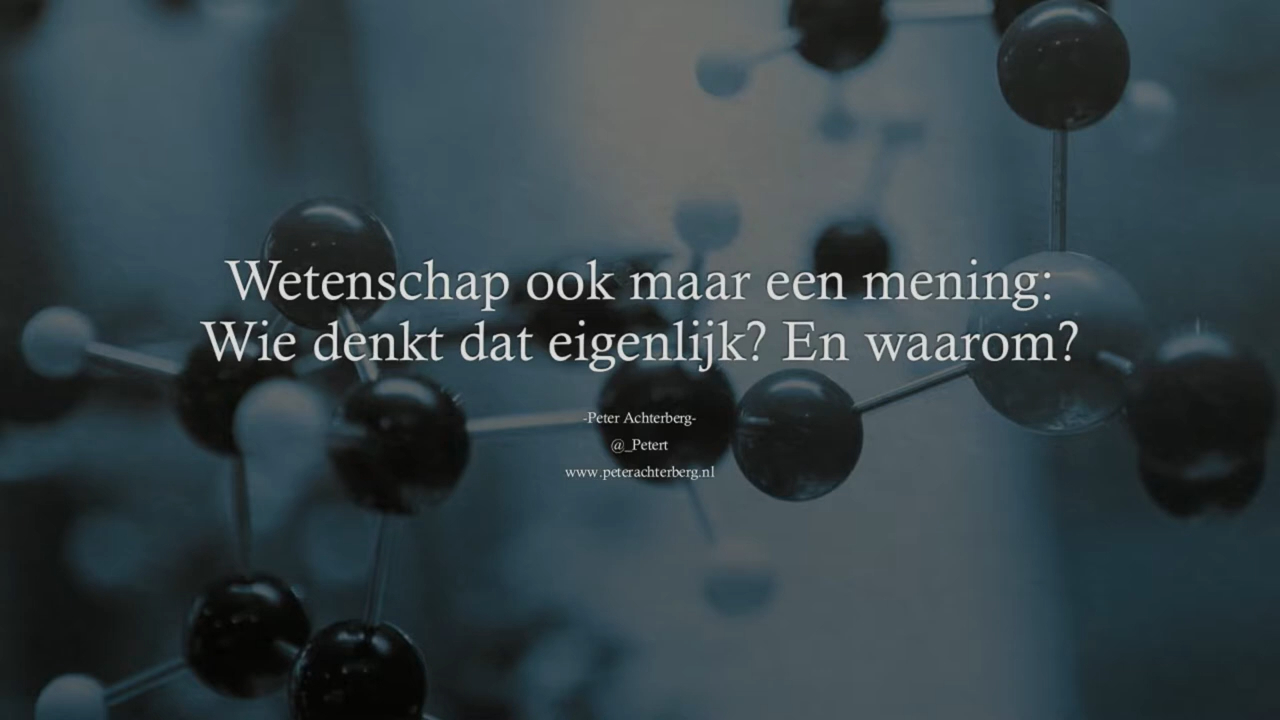 Wetenschap ook maar een mening:
Wie denkt dat eigenlijk? En waarom?
-Peter Achterberg-
@_Petert
www.peterachterberg.nl